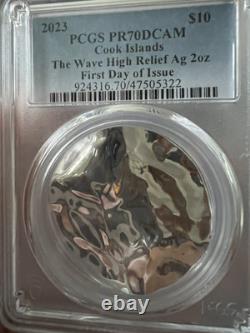 2023 $10
PCGS PR70DCAM
Cook Islands
The Wave High Relief Ag 2oz
First Day of Issue
924316.70/47505322